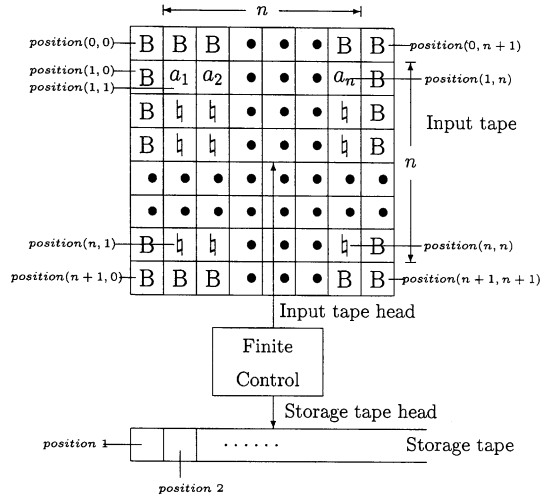 n
position(0, 0) B B B • • • B B position(0, n + 1)
position(1, 0) B a₁ a₂ • • • aₙ B position(1, n)
position(1, 1)
B ♮ ♮ • • • ♮ B Input tape
B ♮ ♮ • • • ♮ B n
• • • • • • • •
• • • • • • • •
position(n, 1) B ♮ ♮ • • • ♮ B position(n, n)
position(n + 1, 0) B B B • • • B B position(n + 1, n + 1)
Input tape head
Finite
Control
Storage tape head
position 1 ······ Storage tape
position 2